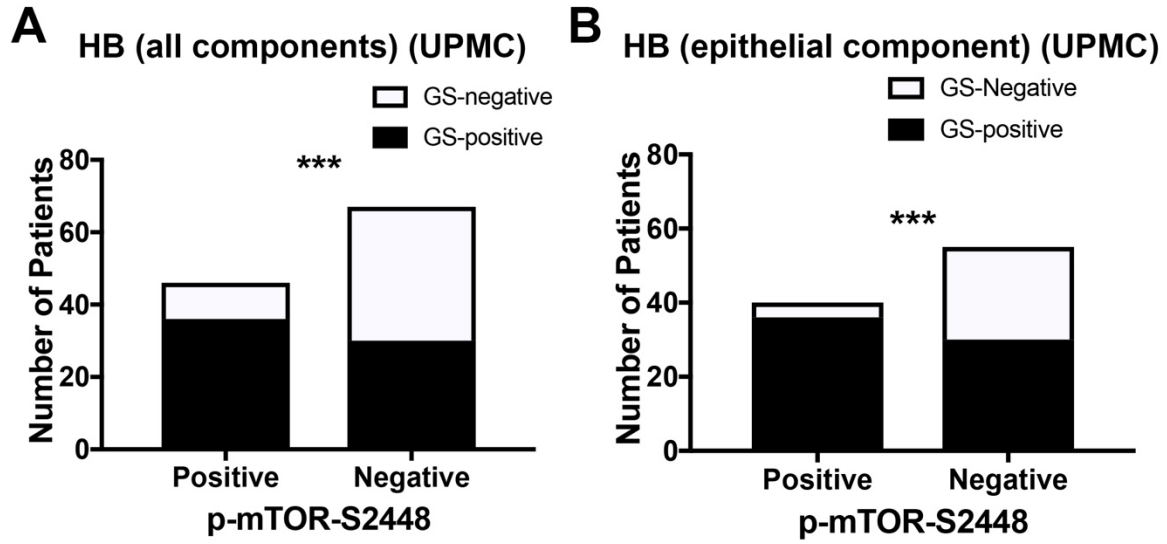 A
HB (all components) (UPMC)
GS-negative
GS-positive
***
Number of Patients
80
60
40
20
0
Positive
Negative
p-mTOR-S2448
B
HB (epithelial component) (UPMC)
GS-Negative
GS-positive
***
Number of Patients
80
60
40
20
0
Positive
Negative
p-mTOR-S2448